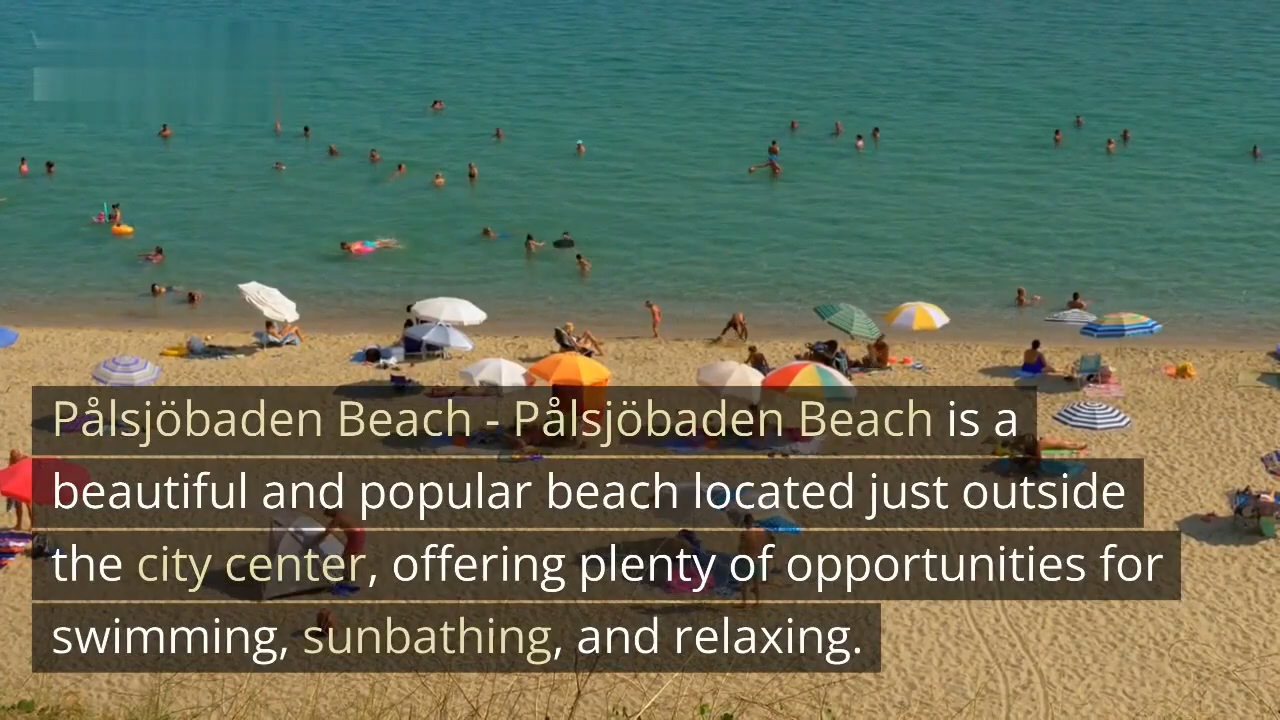 Pålsjöbaden Beach - Pålsjöbaden Beach is a
beautiful and popular beach located just outside
the city center, offering plenty of opportunities for
swimming, sunbathing, and relaxing.